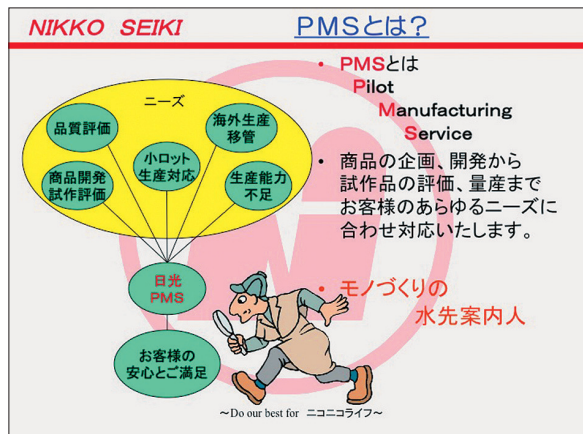 NIKKO SEIKI
PMSとは?
ニーズ
品質評価
海外生産
移管
小ロット
生産対応
商品開発
試作評価
生産能力
不足
日光
PMS
お客様の
安心とご満足
• PMSとは
Pilot
Manufacturing
Service
• 商品の企画、開発から
試作品の評価、量産まで
お客様のあらゆるニーズに
合わせ対応いたします。
• モノづくりの
水先案内人
～Do our best for ニコニコライフ～